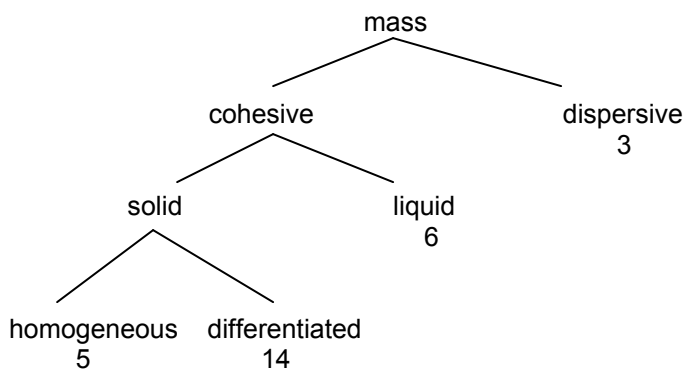 mass
cohesive dispersive
3
solid liquid
6
homogeneous differentiated
5 14